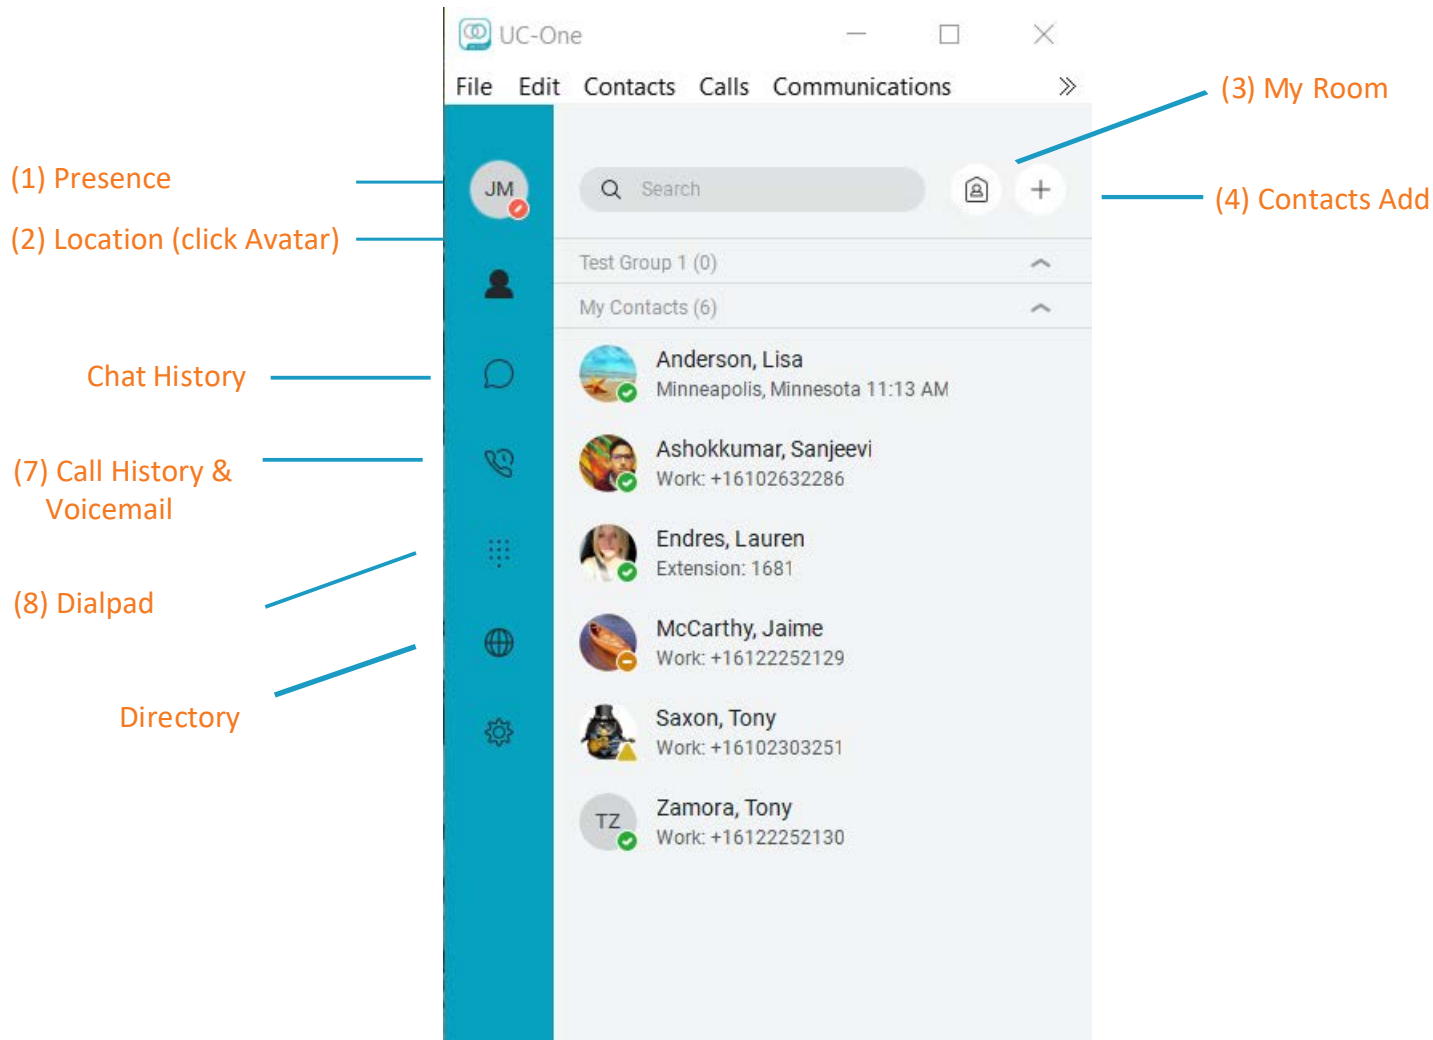 UC-One
File Edit Contacts Calls Communications
(3) My Room
(1) Presence
JM
Search
(4) Contacts Add
(2) Location (click Avatar)
Test Group 1 (0)
My Contacts (6)
Chat History
Anderson, Lisa
Minneapolis, Minnesota 11:13 AM
(7) Call History &
Voicemail
Ashokkumar, Sanjeevi
Work: +16102632286
Endres, Lauren
Extension: 1681
(8) Dialpad
McCarthy, Jaime
Work: +16122252129
Directory
Saxon, Tony
Work: +16102303251
TZ
Zamora, Tony
Work: +16122252130